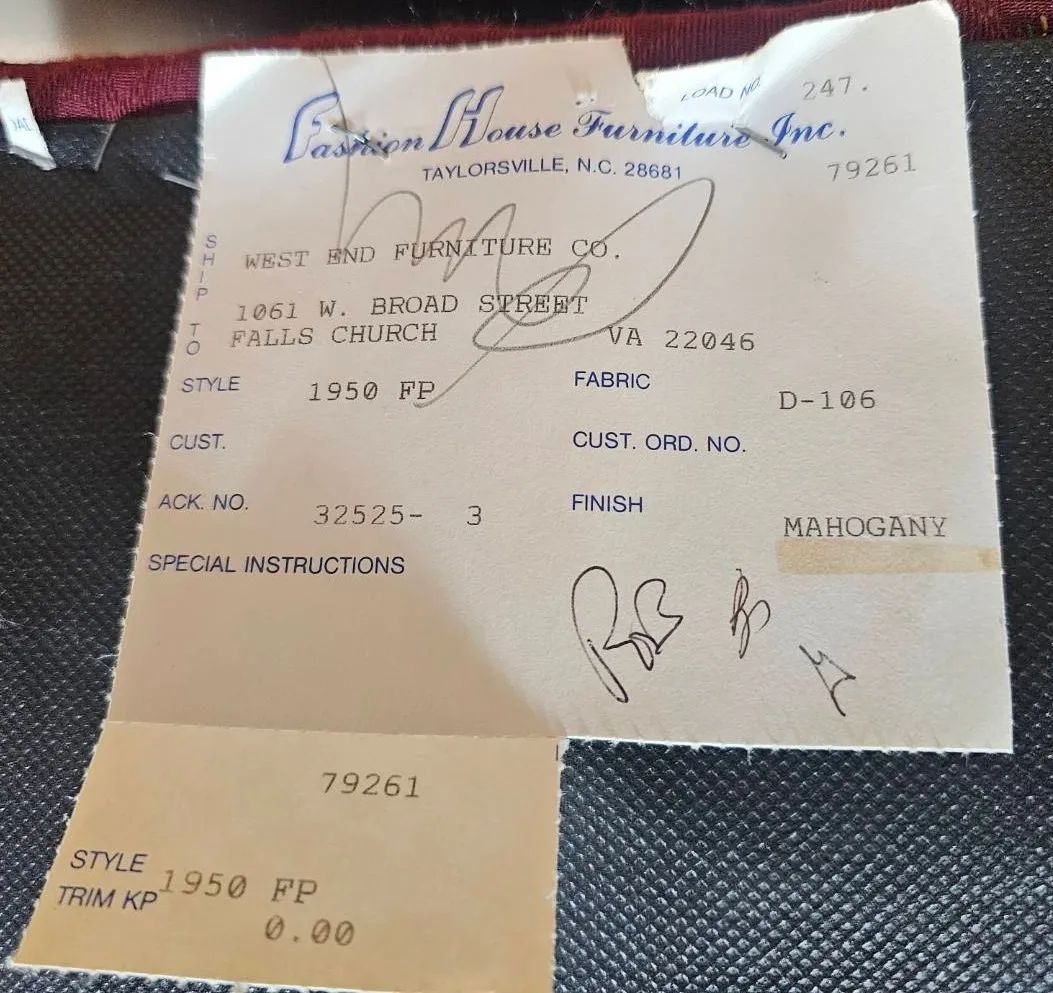 LOAD NO. 247.
Fashion House Furniture Inc.
TAYLORSVILLE, N.C. 28681
79261
SHIP TO
WEST END FURNITURE CO.
1061 W. BROAD STREET
FALLS CHURCH VA 22046
STYLE 1950 FP FABRIC D-106
CUST. CUST. ORD. NO.
ACK. NO. 32525- 3 FINISH MAHOGANY
SPECIAL INSTRUCTIONS
79261
STYLE 1950 FP
TRIM KP 0.00